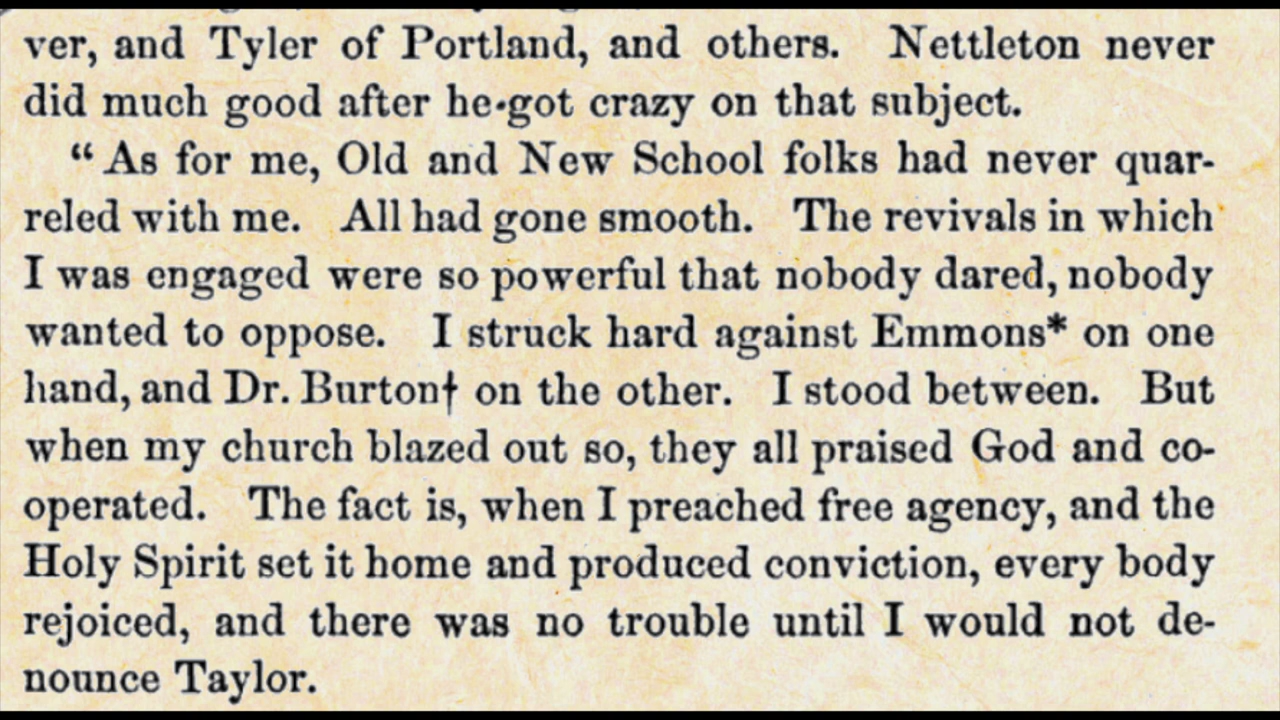 ver, and Tyler of Portland, and others. Nettleton never
did much good after he·got crazy on that subject.
“ As for me, Old and New School folks had never quar-
reled with me. All had gone smooth. The revivals in which
I was engaged were so powerful that nobody dared, nobody
wanted to oppose. I struck hard against Emmons* on one
hand, and Dr. Burton† on the other. I stood between. But
when my church blazed out so, they all praised God and co-
operated. The fact is, when I preached free agency, and the
Holy Spirit set it home and produced conviction, every body
rejoiced, and there was no trouble until I would not de-
nounce Taylor.